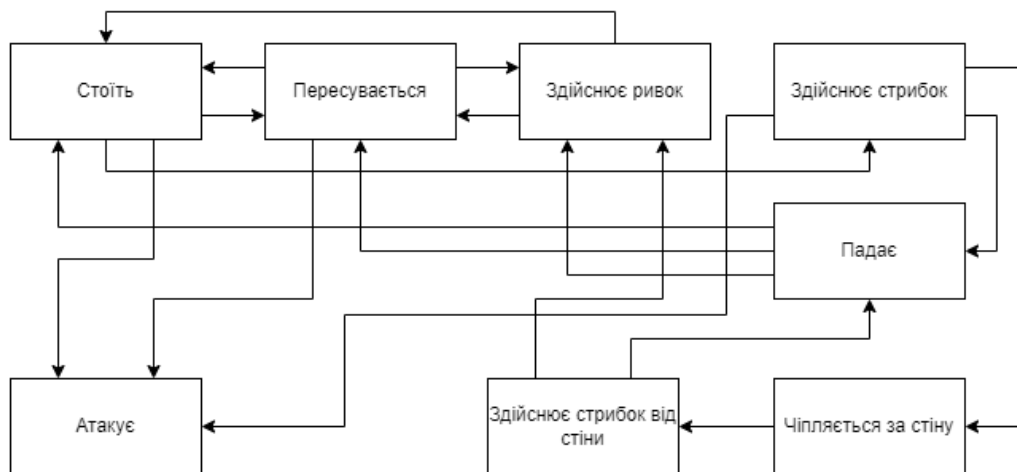 Стоїть
Пересувається
Здійснює ривок
Здійснює стрибок
Падає
Атакує
Здійснює стрибок від
стіни
Чіпляється за стіну